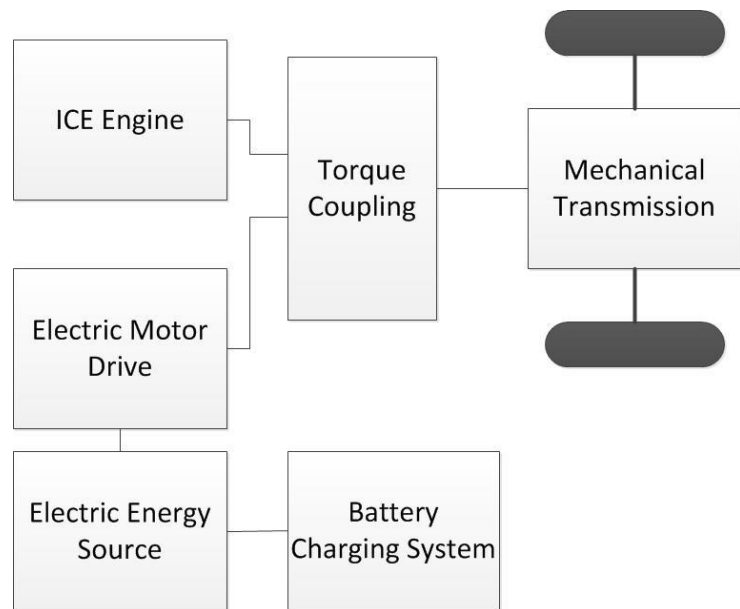 ICE Engine
Torque
Coupling
Mechanical
Transmission
Electric Motor
Drive
Electric Energy
Source
Battery
Charging System